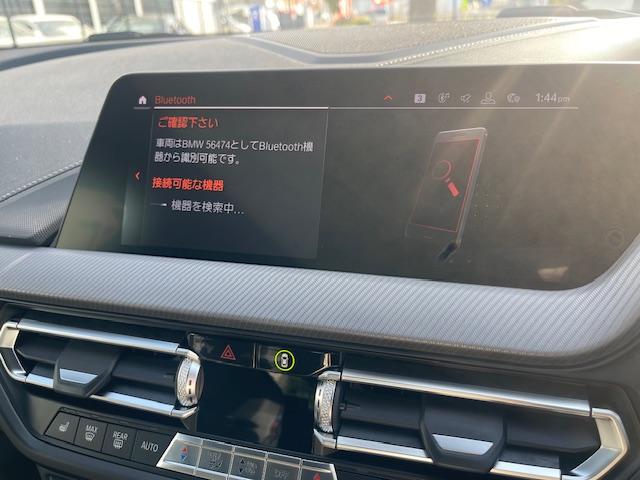 Bluetooth
3
1:44pm
ご確認下さい
車両はBMW 56474としてBluetooth機
器から識別可能です。
接続可能な機器
機器を検索中...
MAX
REAR
AUTO